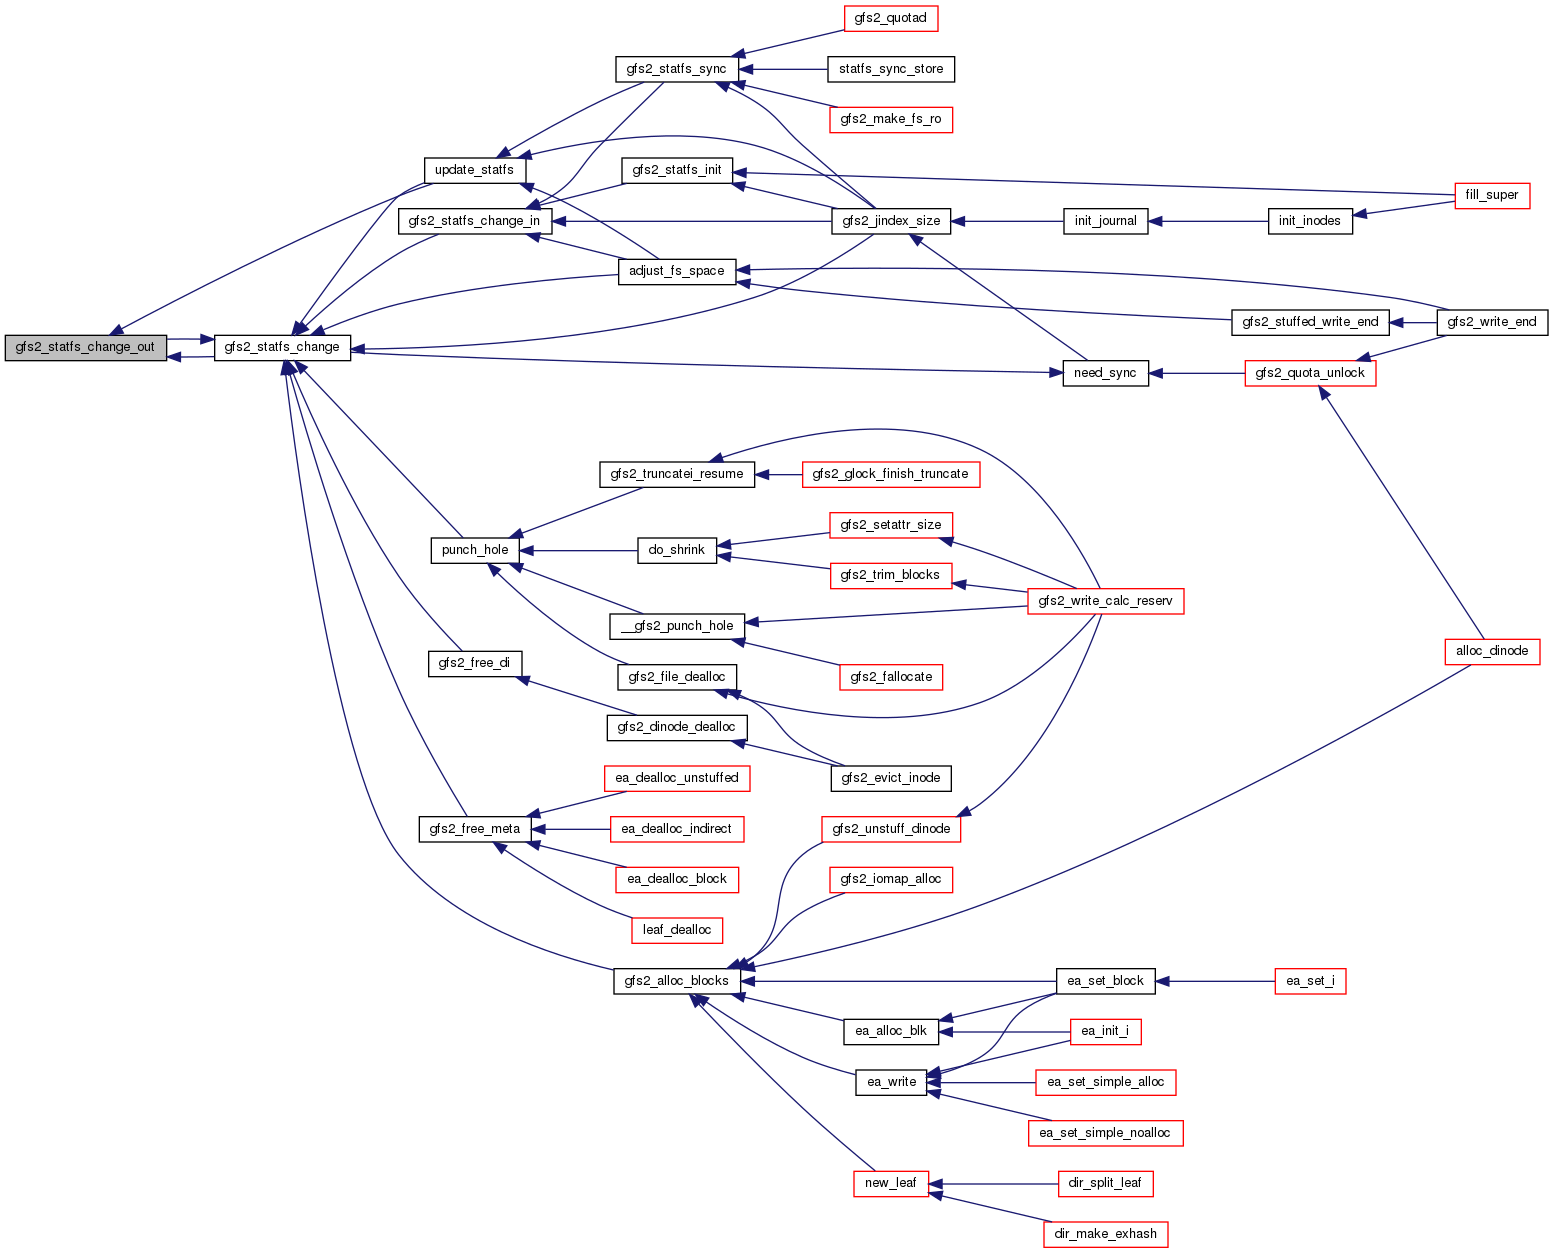 gfs2_quotad
gfs2_statfs_sync
statfs_sync_store
gfs2_make_fs_ro
update_statfs
gfs2_statfs_init
fill_super
gfs2_statfs_change_in
gfs2_jindex_size
init_journal
init_inodes
adjust_fs_space
gfs2_stuffed_write_end
gfs2_write_end
gfs2_statfs_change_out
gfs2_statfs_change
need_sync
gfs2_quota_unlock
gfs2_truncatei_resume
gfs2_glock_finish_truncate
gfs2_setattr_size
punch_hole
do_shrink
gfs2_trim_blocks
gfs2_write_calc_reserv
__gfs2_punch_hole
alloc_dinode
gfs2_free_di
gfs2_file_dealloc
gfs2_fallocate
gfs2_dinode_dealloc
ea_dealloc_unstuffed
gfs2_evict_inode
gfs2_free_meta
ea_dealloc_indirect
gfs2_unstuff_dinode
ea_dealloc_block
gfs2_iomap_alloc
leaf_dealloc
gfs2_alloc_blocks
ea_set_block
ea_set_i
ea_alloc_blk
ea_init_i
ea_write
ea_set_simple_alloc
ea_set_simple_noalloc
new_leaf
dir_split_leaf
dir_make_exhash